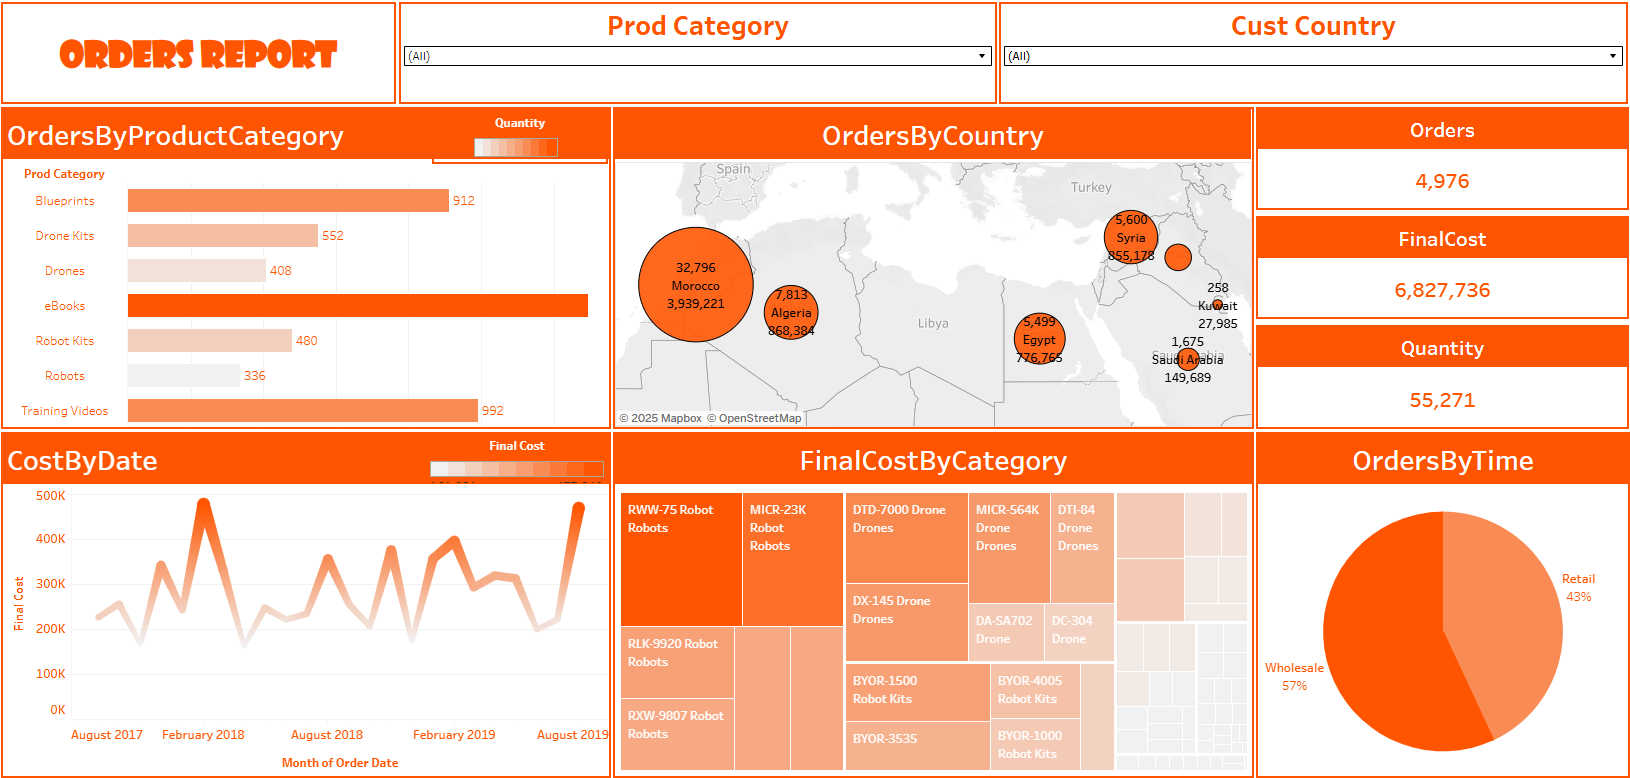 ORDERS REPORT
Prod Category
(All)
Cust Country
(All)
OrdersByProductCategory
Quantity
Prod Category
Blueprints
912
Drone Kits
552
Drones
408
eBooks
Robot Kits
480
Robots
336
Training Videos
992
OrdersByCountry
Spain
Turkey
Libya
Saudi Arabia
32,796
Morocco
3,939,221
7,813
Algeria
868,384
5,499
Egypt
776,765
5,600
Syria
855,178
258
Kuwait
27,985
1,675
Saudi Arabia
149,689
© 2025 Mapbox © OpenStreetMap
Orders
4,976
FinalCost
6,827,736
Quantity
55,271
CostByDate
Final Cost
500K
400K
300K
200K
100K
0K
Final Cost
August 2017
February 2018
August 2018
February 2019
August 2019
Month of Order Date
FinalCostByCategory
RWW-75 Robot
Robots
MICR-23K
Robot
Robots
RLK-9920 Robot
Robots
RXW-9807 Robot
Robots
DTD-7000 Drone
Drones
DX-145 Drone
Drones
MICR-564K
Drone
Drones
DTI-84
Drone
Drones
DA-SA702
Drone
DC-304
Drone
BYOR-1500
Robot Kits
BYOR-3535
BYOR-4005
Robot Kits
BYOR-1000
Robot Kits
OrdersByTime
Retail
43%
Wholesale
57%